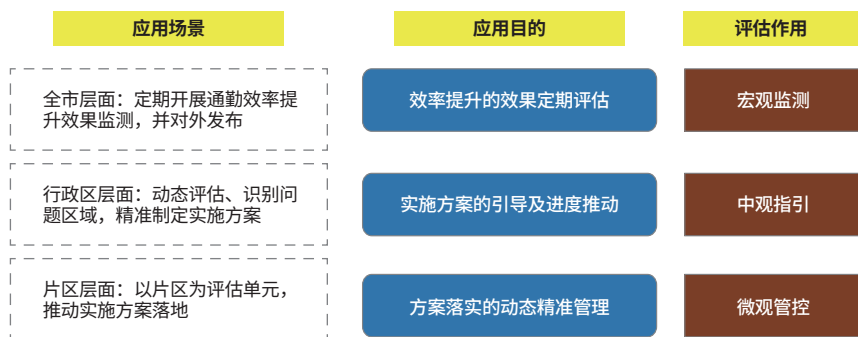 应用场景
应用目的
评估作用
全市层面：定期开展通勤效率提
升效果监测，并对外发布
效率提升的效果定期评估
宏观监测
行政区层面：动态评估、识别问
题区域，精准制定实施方案
实施方案的引导及进度推动
中观指引
片区层面：以片区为评估单元，
推动实施方案落地
方案落实的动态精准管理
微观管控